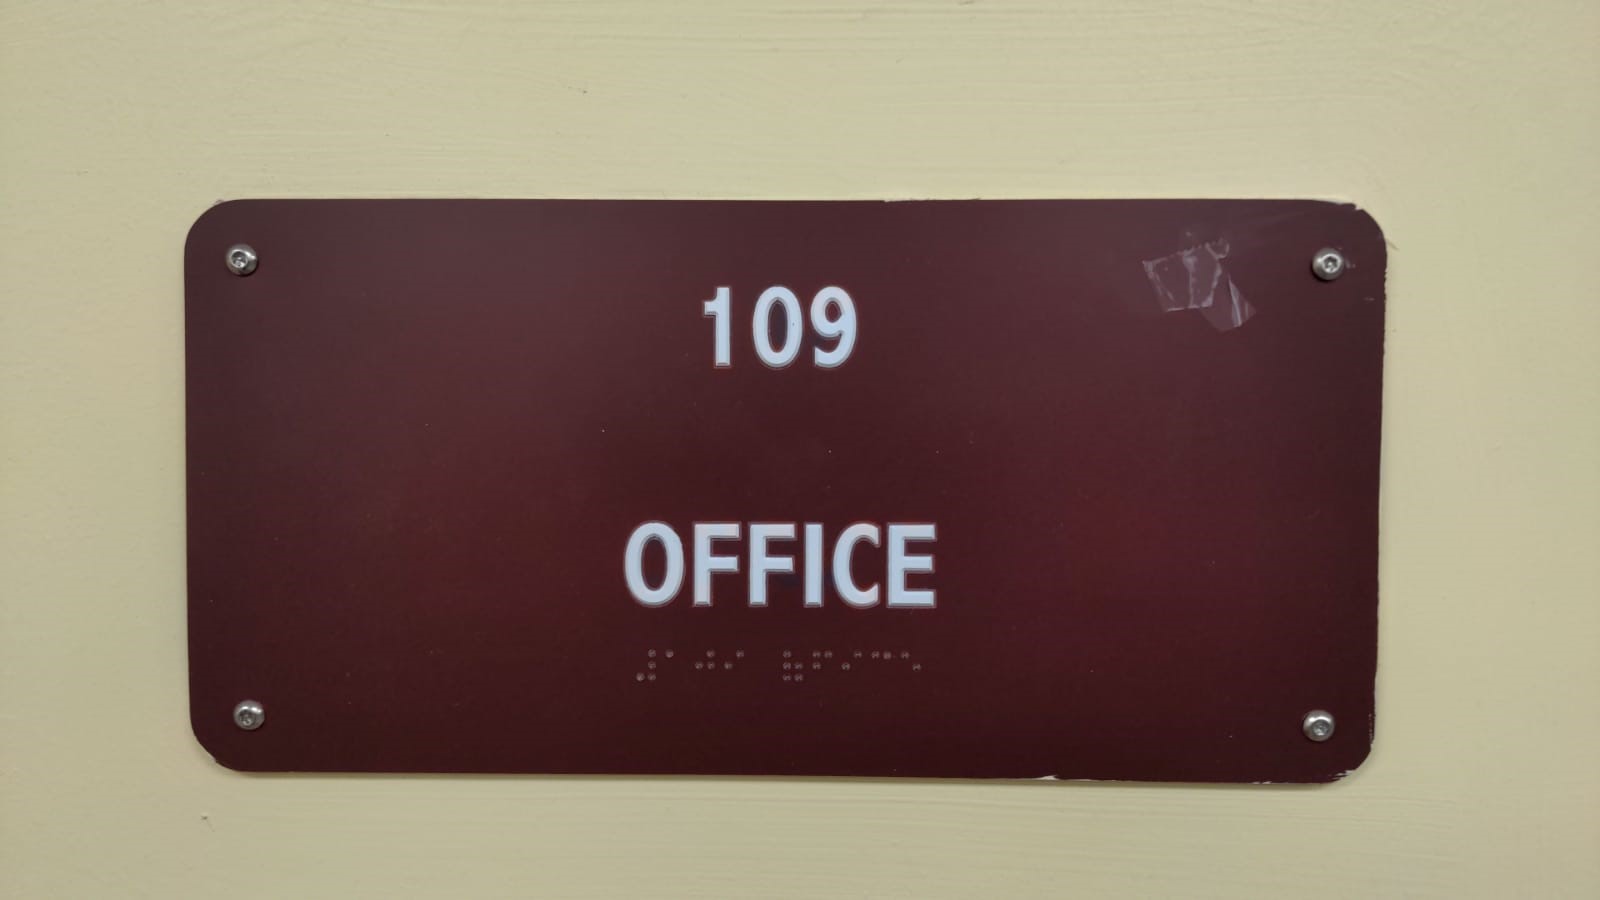 109
OFFICE
⠼⠁⠚⠊ ⠷⠋⠋⠊⠉⠑